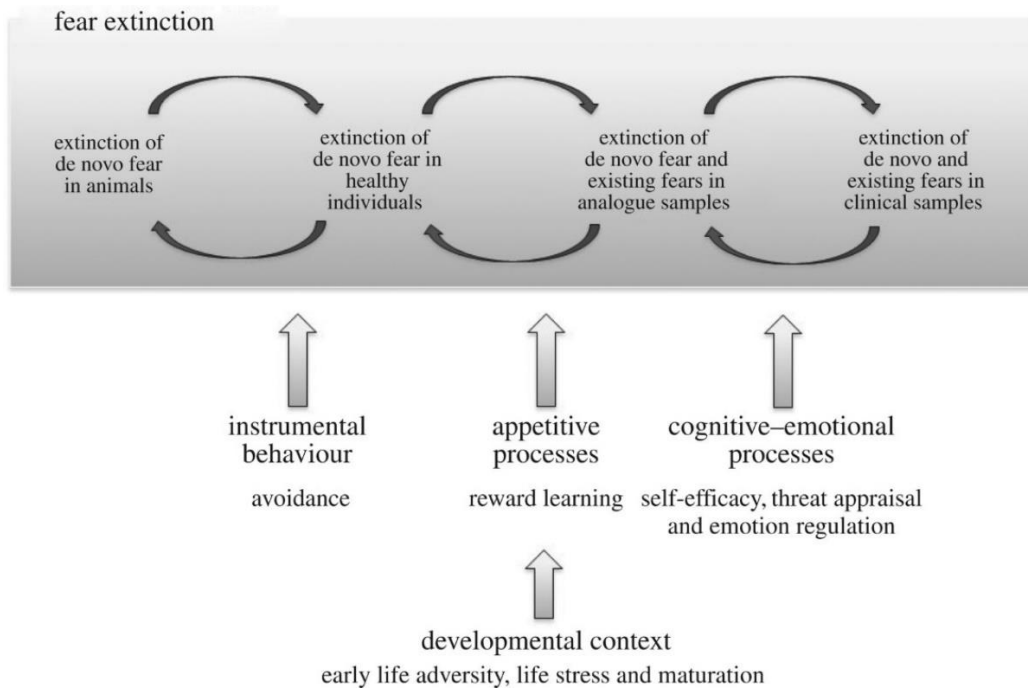 fear extinction
extinction of
de novo fear
in animals
extinction of
de novo fear in
healthy
individuals
extinction of
de novo fear and
existing fears in
analogue samples
extinction of
de novo and
existing fears in
clinical samples
instrumental
behaviour
avoidance
appetitive
processes
reward learning
cognitive–emotional
processes
self-efficacy, threat appraisal
and emotion regulation
developmental context
early life adversity, life stress and maturation